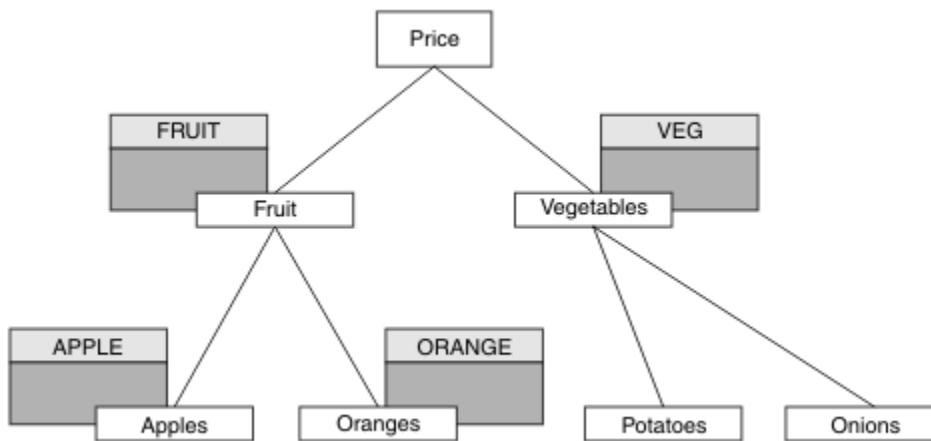 Price
FRUIT
VEG
Fruit
Vegetables
APPLE
ORANGE
Apples
Oranges
Potatoes
Onions